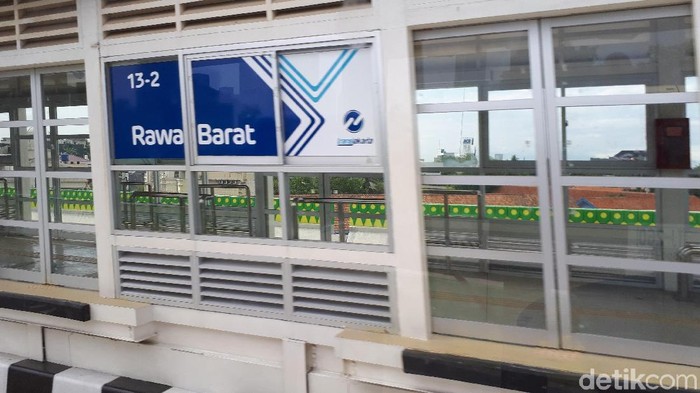 13-2
Rawa Barat
transjakarta
detikcom